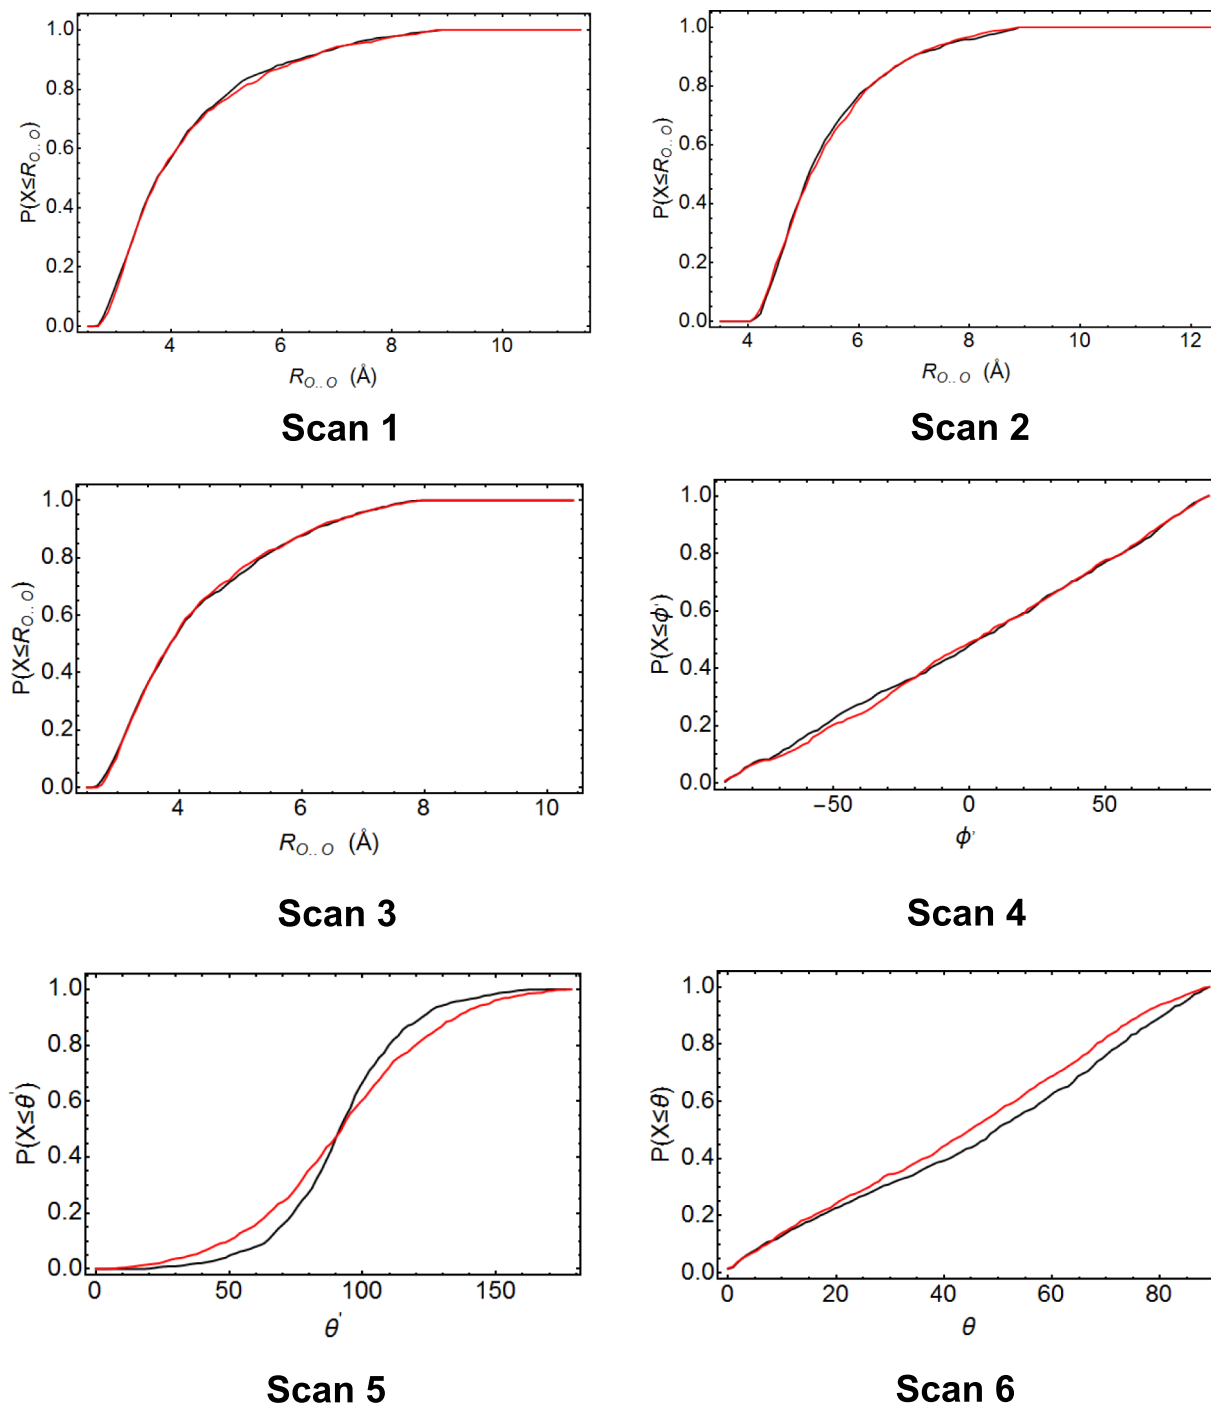 1.0
0.8
0.6
0.4
0.2
0.0
P(X≤R_{O..O})
4 6 8 10
R_{O..O} (Å)
Scan 1
1.0
0.8
0.6
0.4
0.2
0.0
P(X≤R_{O..O})
4 6 8 10 12
R_{O..O} (Å)
Scan 2
1.0
0.8
0.6
0.4
0.2
0.0
P(X≤R_{O..O})
4 6 8 10
R_{O..O} (Å)
Scan 3
1.0
0.8
0.6
0.4
0.2
0.0
P(X≤ϕ')
−50 0 50
ϕ'
Scan 4
1.0
0.8
0.6
0.4
0.2
0.0
P(X≤θ')
0 50 100 150
θ'
Scan 5
1.0
0.8
0.6
0.4
0.2
0.0
P(X≤θ)
0 20 40 60 80
θ
Scan 6